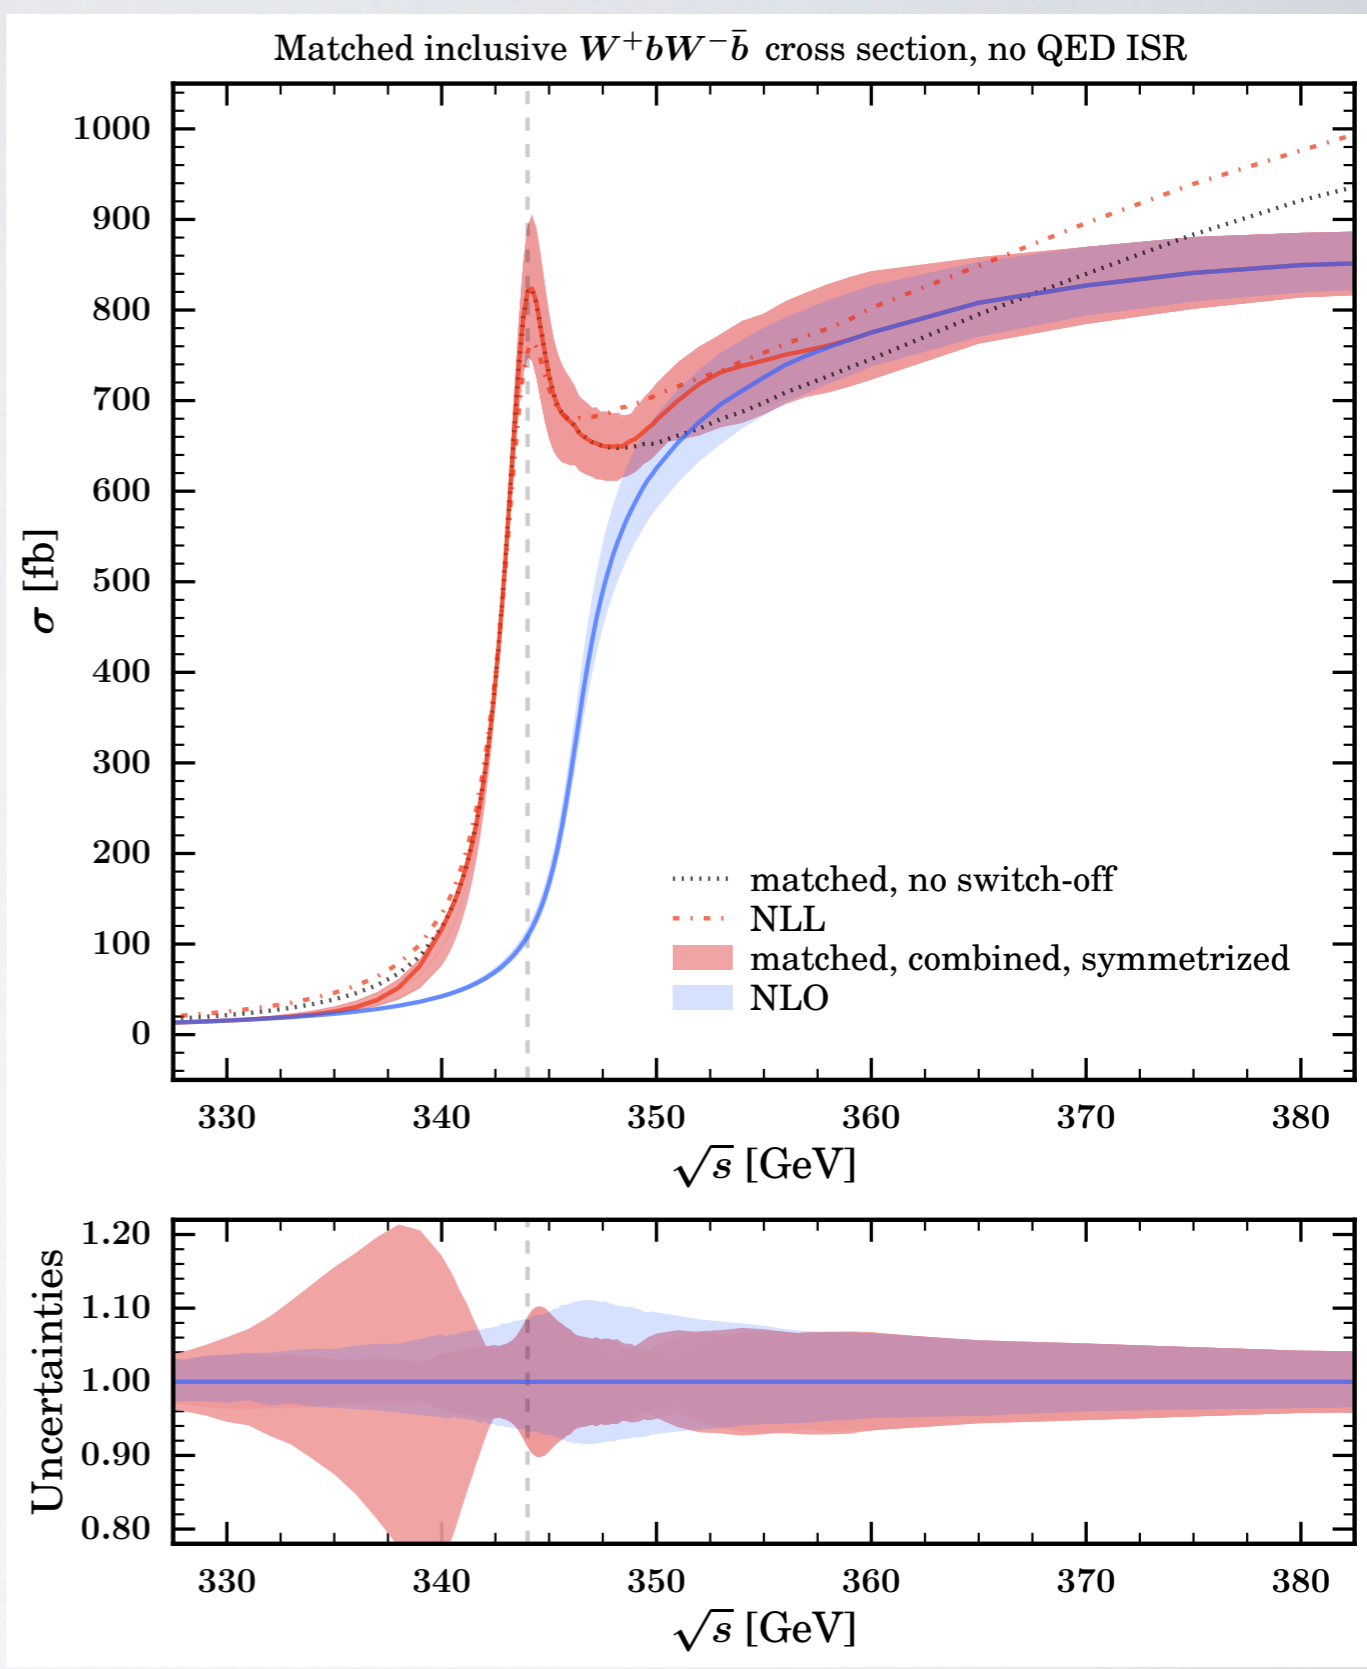 Matched inclusive W⁺bW⁻b̄ cross section, no QED ISR
1000
900
800
700
600
500
400
300
200
100
0
σ [fb]
matched, no switch-off
NLL
matched, combined, symmetrized
NLO
330 340 350 360 370 380
√s [GeV]
1.20
1.10
1.00
0.90
0.80
Uncertainties
330 340 350 360 370 380
√s [GeV]